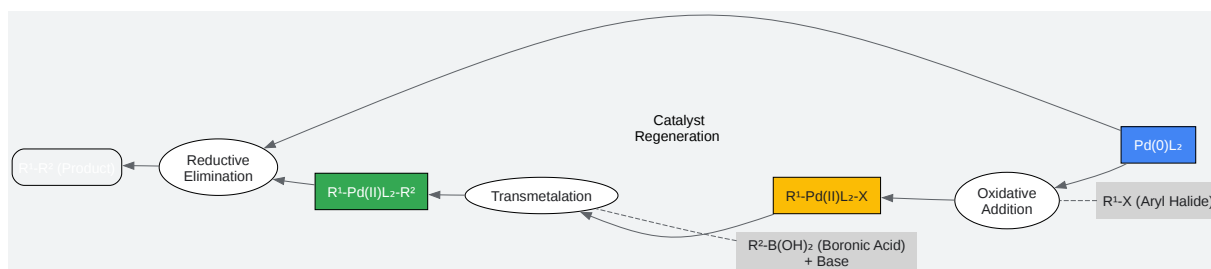 Catalyst
Regeneration
Pd(0)L₂
R¹-R² (Product)
Reductive
Elimination
R¹-Pd(II)L₂-R²
Transmetalation
R¹-Pd(II)L₂-X
Oxidative
Addition
R¹-X (Aryl Halide)
R²-B(OH)₂ (Boronic Acid)
+ Base